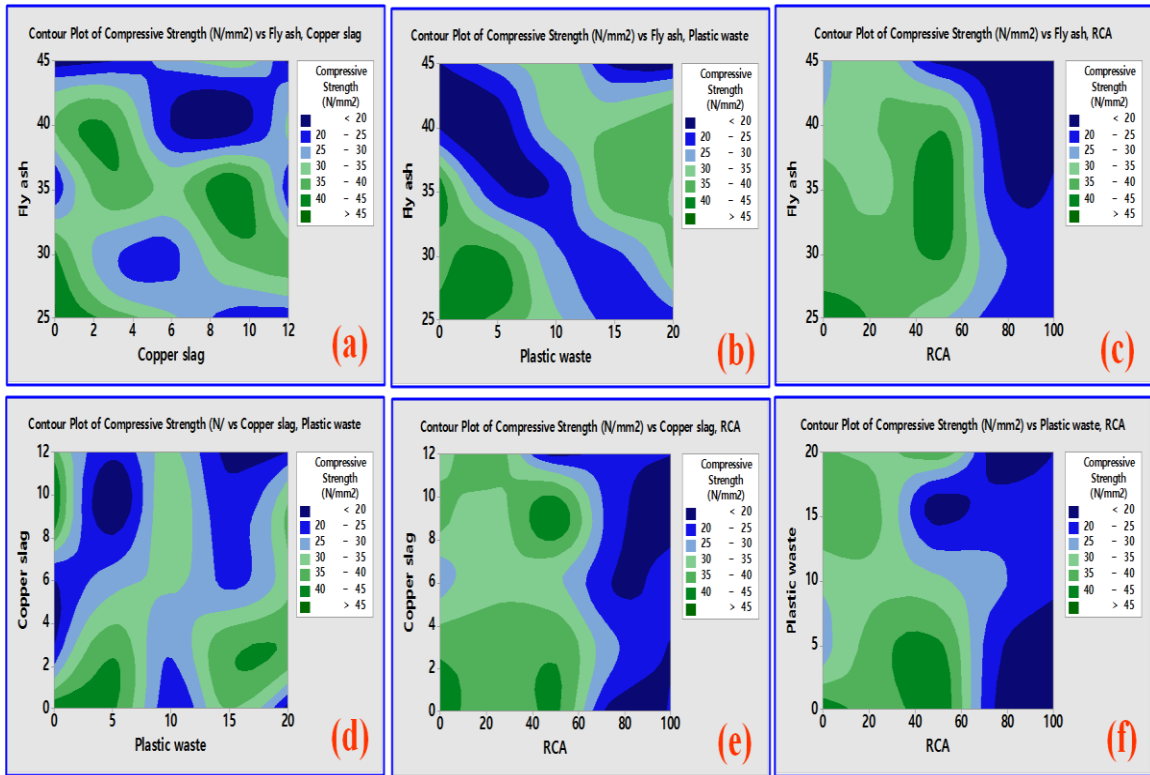 Contour Plot of Compressive Strength (N/mm2) vs Fly ash, Copper slag
Compressive
Strength
(N/mm2)
< 20
20 – 25
25 – 30
30 – 35
35 – 40
40 – 45
> 45
Fly ash
45
40
35
30
25
0 2 4 6 8 10 12
Copper slag
(a)
Contour Plot of Compressive Strength (N/mm2) vs Fly ash, Plastic waste
Compressive
Strength
(N/mm2)
< 20
20 – 25
25 – 30
30 – 35
35 – 40
40 – 45
> 45
Fly ash
45
40
35
30
25
0 5 10 15 20
Plastic waste
(b)
Contour Plot of Compressive Strength (N/mm2) vs Fly ash, RCA
Compressive
Strength
(N/mm2)
< 20
20 – 25
25 – 30
30 – 35
35 – 40
40 – 45
> 45
Fly ash
45
40
35
30
25
0 20 40 60 80 100
RCA
(c)
Contour Plot of Compressive Strength (N/ vs Copper slag, Plastic waste
Compressive
Strength
(N/mm2)
< 20
20 – 25
25 – 30
30 – 35
35 – 40
40 – 45
> 45
Copper slag
12
10
8
6
4
2
0
0 5 10 15 20
Plastic waste
(d)
Contour Plot of Compressive Strength (N/mm2) vs Copper slag, RCA
Compressive
Strength
(N/mm2)
< 20
20 – 25
25 – 30
30 – 35
35 – 40
40 – 45
> 45
Copper slag
12
10
8
6
4
2
0
0 20 40 60 80 100
RCA
(e)
Contour Plot of Compressive Strength (N/mm2) vs Plastic waste, RCA
Compressive
Strength
(N/mm2)
< 20
20 – 25
25 – 30
30 – 35
35 – 40
40 – 45
> 45
Plastic waste
20
15
10
5
0
0 20 40 60 80 100
RCA
(f)